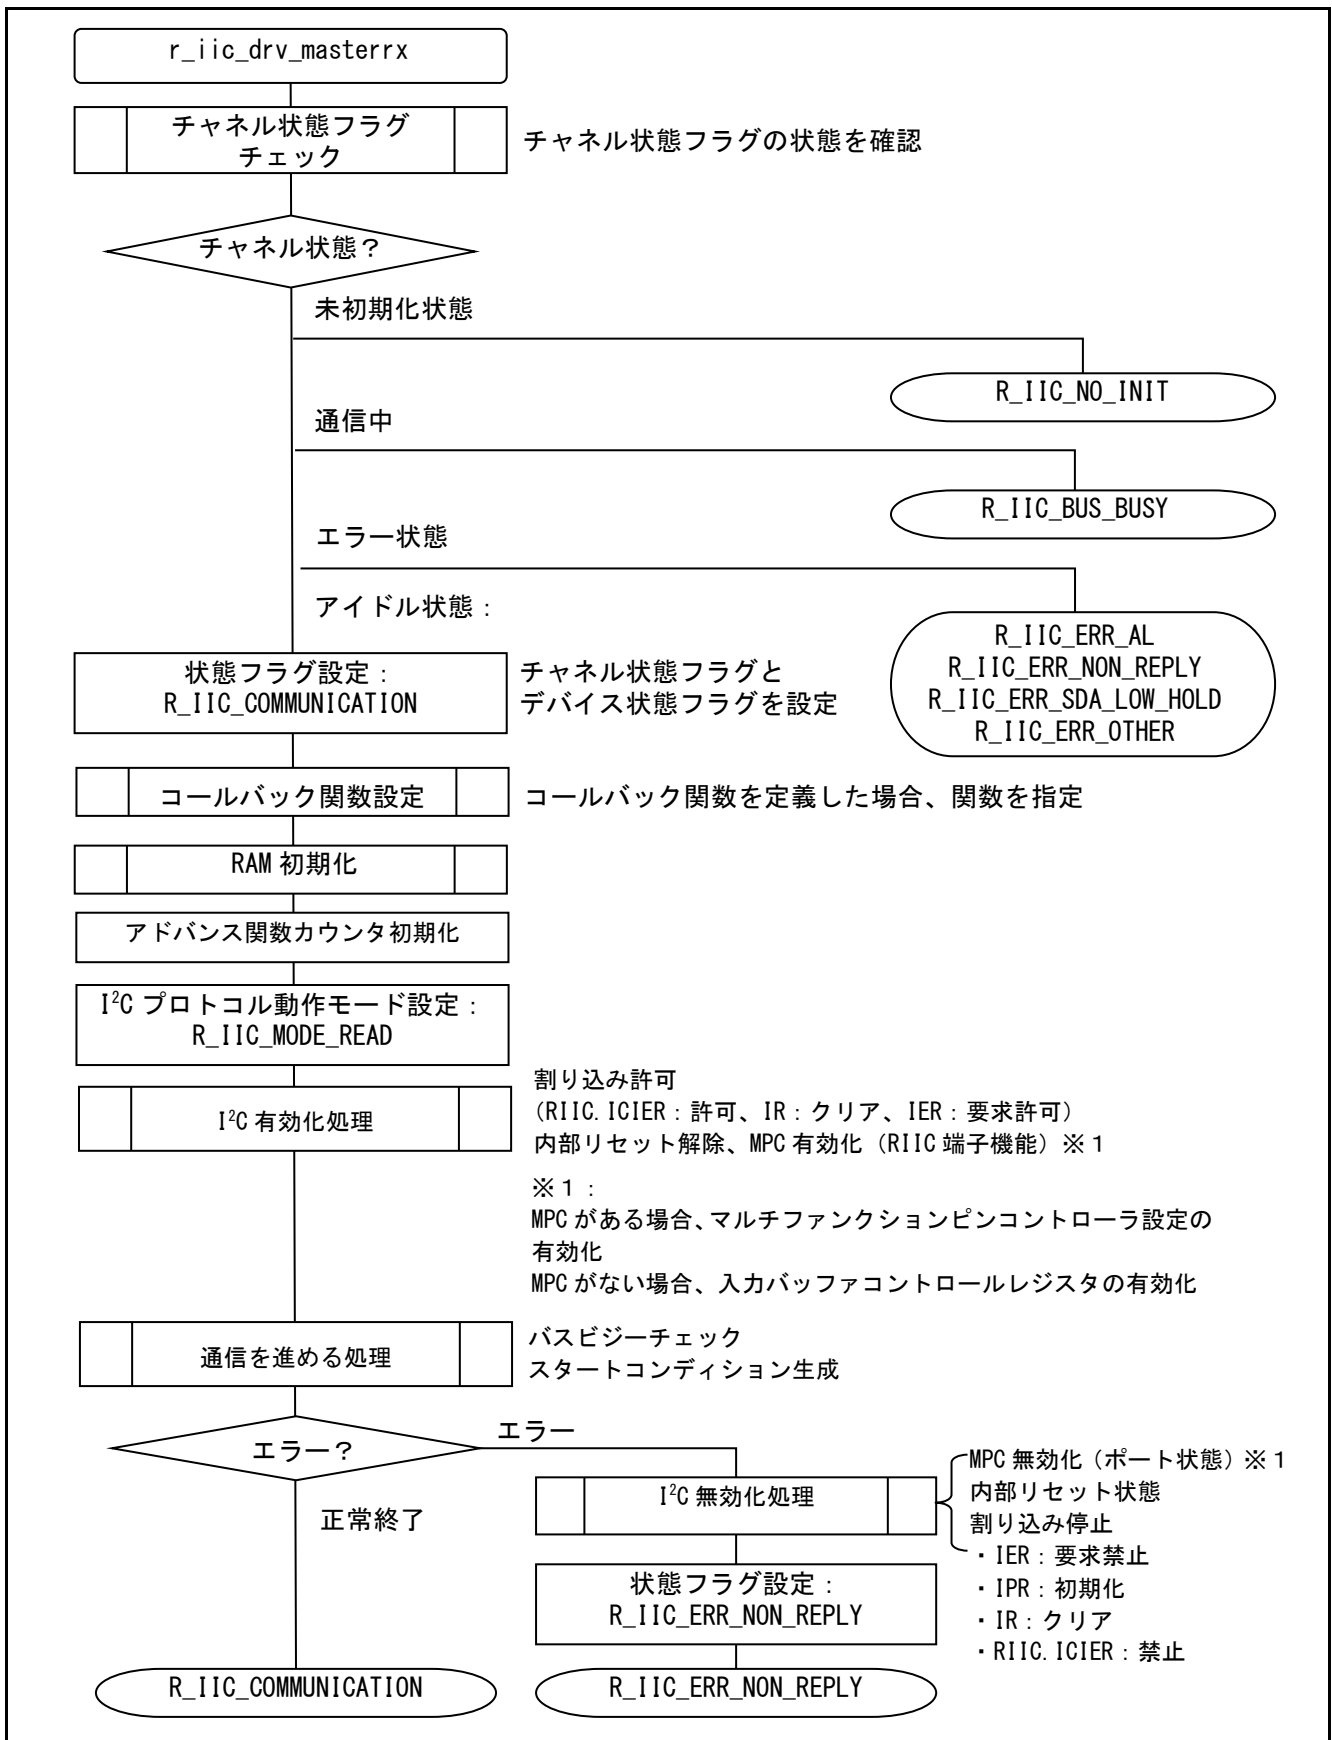 r_iic_drv_masterrx
チャネル状態フラグ
チェック
チャネル状態フラグの状態を確認
チャネル状態？
未初期化状態
R_IIC_NO_INIT
通信中
R_IIC_BUS_BUSY
エラー状態
アイドル状態：
R_IIC_ERR_AL
R_IIC_ERR_NON_REPLY
R_IIC_ERR_SDA_LOW_HOLD
R_IIC_ERR_OTHER
状態フラグ設定：
R_IIC_COMMUNICATION
チャネル状態フラグと
デバイス状態フラグを設定
コールバック関数設定
コールバック関数を定義した場合、関数を指定
RAM 初期化
アドバンス関数カウンタ初期化
I²C プロトコル動作モード設定：
R_IIC_MODE_READ
I²C 有効化処理
割り込み許可
（RIIC.ICIER：許可、IR：クリア、IER：要求許可）
内部リセット解除、MPC 有効化（RIIC 端子機能）※１
※１：
MPC がある場合、マルチファンクションピンコントローラ設定の
有効化
MPC がない場合、入力バッファコントロールレジスタの有効化
通信を進める処理
バスビジーチェック
スタートコンディション生成
エラー？
エラー
正常終了
I²C 無効化処理
MPC 無効化（ポート状態）※１
内部リセット状態
割り込み停止
・IER：要求禁止
・IPR：初期化
・IR：クリア
・RIIC.ICIER：禁止
状態フラグ設定：
R_IIC_ERR_NON_REPLY
R_IIC_COMMUNICATION
R_IIC_ERR_NON_REPLY